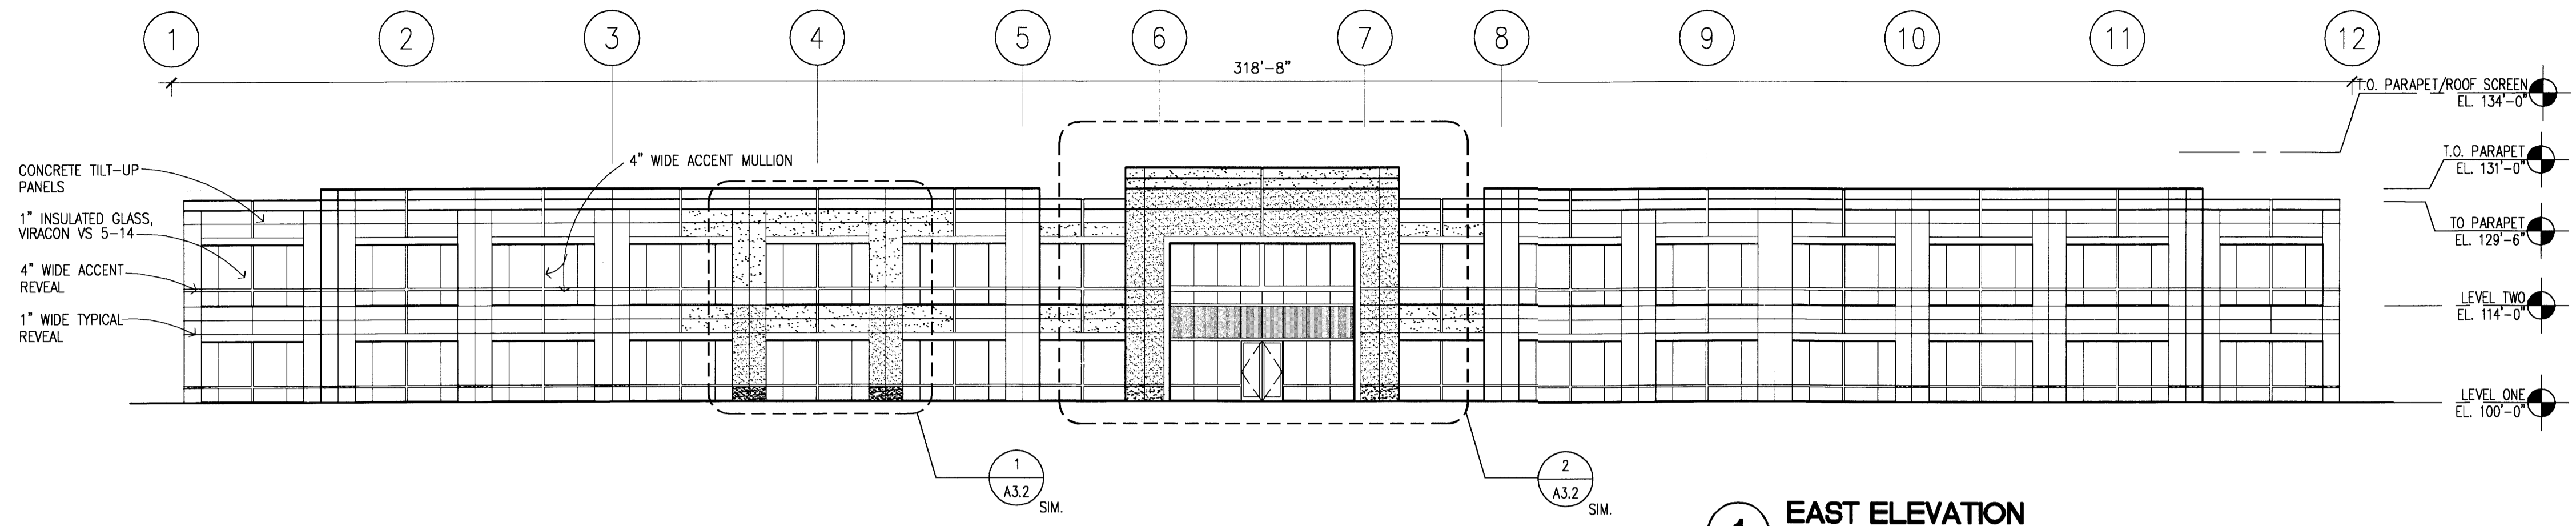 1 2 3 4 5 6 7 8 9 10 11 12
318'-8"
T.O. PARAPET/ROOF SCREEN
EL. 134'-0"
T.O. PARAPET
EL. 131'-0"
TO PARAPET
EL. 129'-6"
LEVEL TWO
EL. 114'-0"
LEVEL ONE
EL. 100'-0"
CONCRETE TILT-UP
PANELS
1" INSULATED GLASS,
VIRACON VS 5-14
4" WIDE ACCENT
REVEAL
1" WIDE TYPICAL
REVEAL
4" WIDE ACCENT MULLION
1
A3.2
SIM.
2
A3.2
SIM.
1
EAST ELEVATION